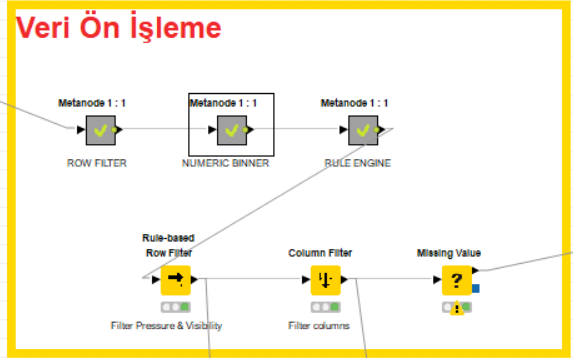 Veri Ön İşleme
Metanode 1 : 1
Metanode 1 : 1
Metanode 1 : 1
ROW FILTER
NUMERIC BINNER
RULE ENGINE
Rule-based
Row Filter
Column Filter
Missing Value
?
Filter Pressure & Visibility
Filter columns